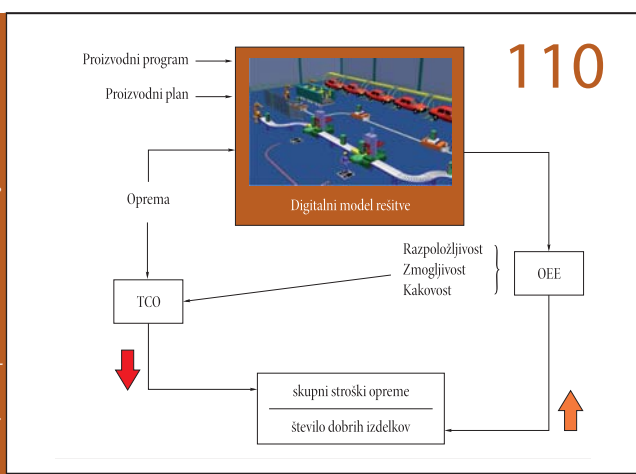 110
Proizvodni program
Proizvodni plan
Digitalni model rešitve
Oprema
Razpoložljivost
Zmogljivost
Kakovost
OEE
TCO
skupni stroški opreme
število dobrih izdelkov